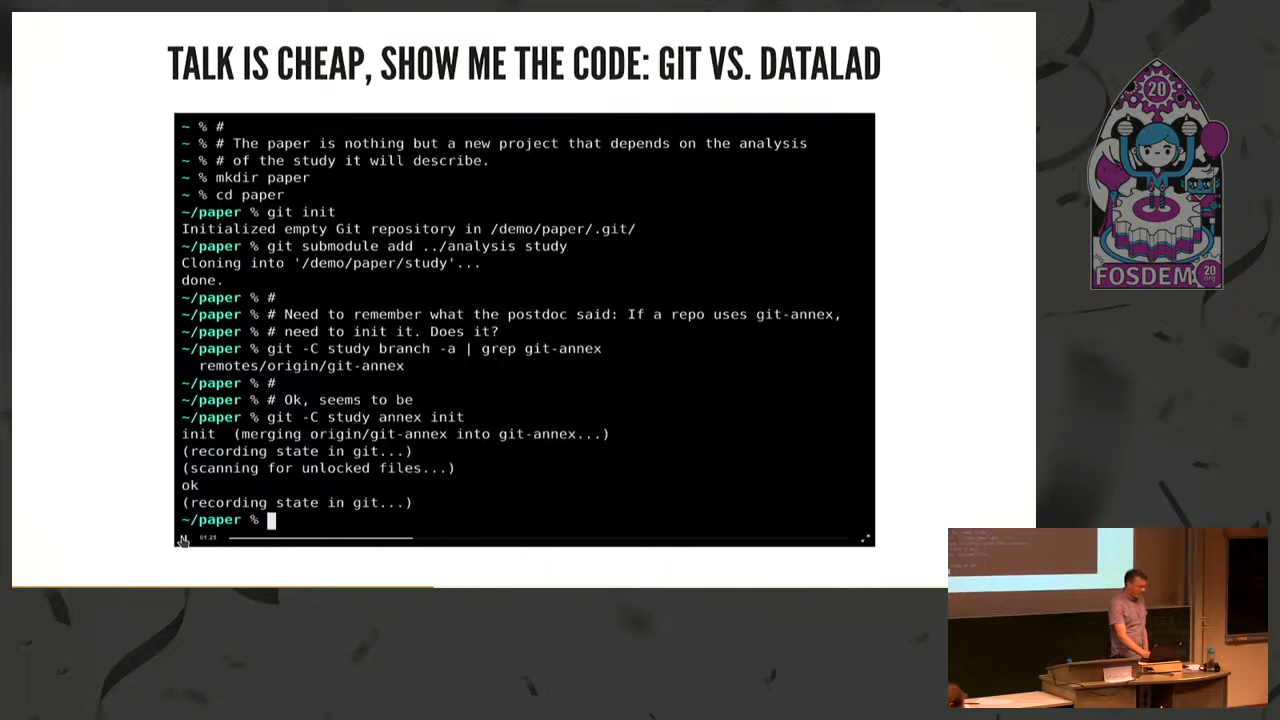 TALK IS CHEAP, SHOW ME THE CODE: GIT VS. DATALAD
~ % #
~ % # The paper is nothing but a new project that depends on the analysis
~ % # of the study it will describe.
~ % mkdir paper
~ % cd paper
~/paper % git init
Initialized empty Git repository in /demo/paper/.git/
~/paper % git submodule add ../analysis study
Cloning into '/demo/paper/study'...
done.
~/paper % #
~/paper % # Need to remember what the postdoc said: If a repo uses git-annex,
~/paper % # need to init it. Does it?
~/paper % git -C study branch -a | grep git-annex
remotes/origin/git-annex
~/paper % #
~/paper % # Ok, seems to be
~/paper % git -C study annex init
init  (merging origin/git-annex into git-annex...)
(recording state in git...)
(scanning for unlocked files...)
ok
(recording state in git...)
~/paper %
01:25
20
FOSDEM
20
.org